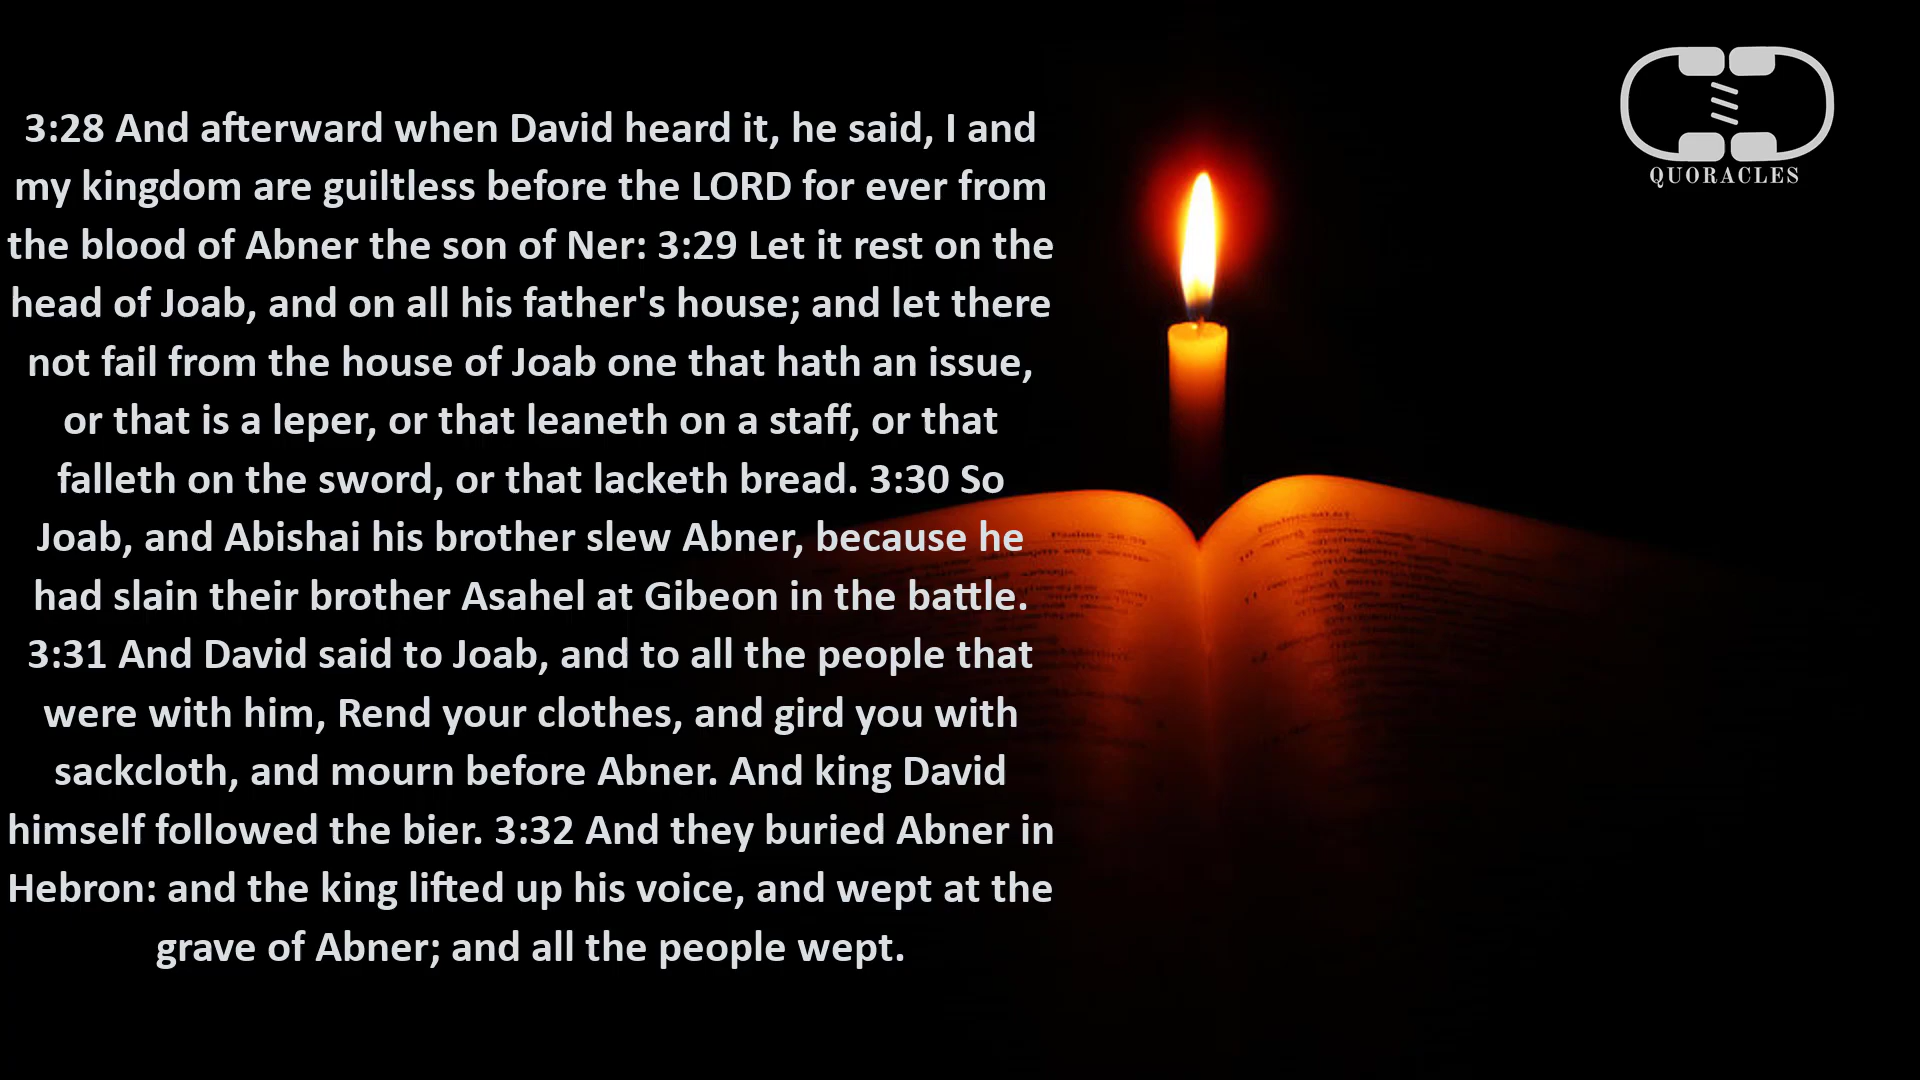 3:28 And afterward when David heard it, he said, I and
my kingdom are guiltless before the LORD for ever from
the blood of Abner the son of Ner: 3:29 Let it rest on the
head of Joab, and on all his father's house; and let there
not fail from the house of Joab one that hath an issue,
or that is a leper, or that leaneth on a staff, or that
falleth on the sword, or that lacketh bread. 3:30 So
Joab, and Abishai his brother slew Abner, because he
had slain their brother Asahel at Gibeon in the battle.
3:31 And David said to Joab, and to all the people that
were with him, Rend your clothes, and gird you with
sackcloth, and mourn before Abner. And king David
himself followed the bier. 3:32 And they buried Abner in
Hebron: and the king lifted up his voice, and wept at the
grave of Abner; and all the people wept.
QUORACLES